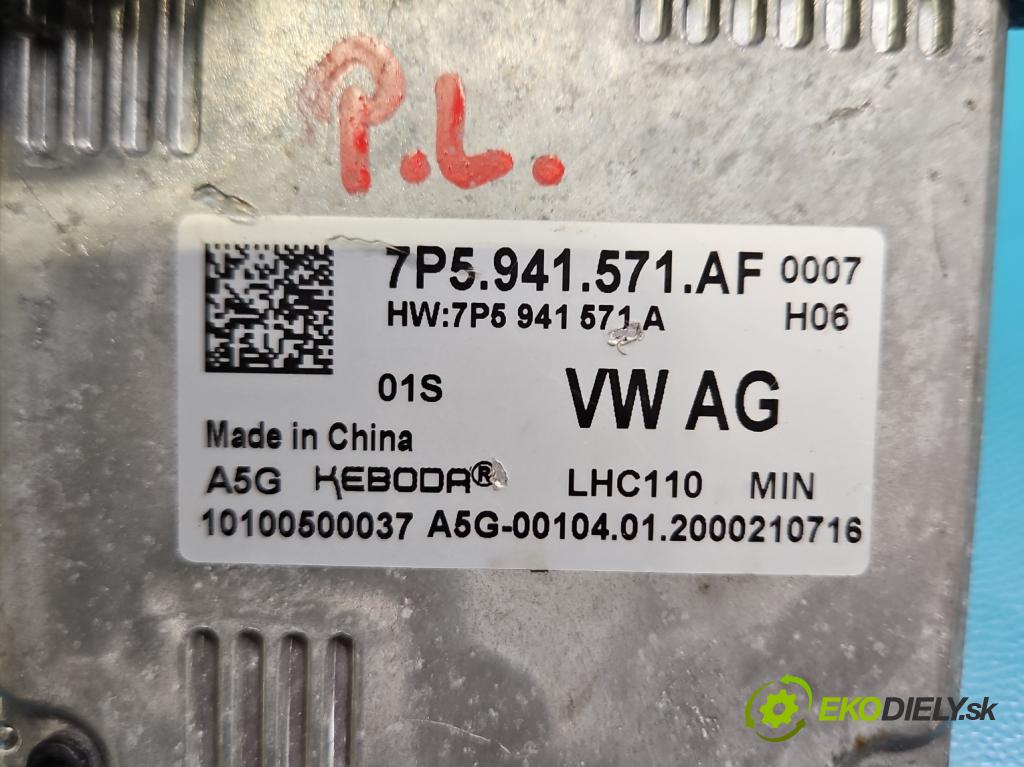 P.L.
7P5.941.571.AF 0007
HW:7P5 941 571 A H06
01S VW AG
Made in China
A5G KEBODA® LHC110 MIN
10100500037 A5G-00104.01.2000210716
EKODIELY.sk